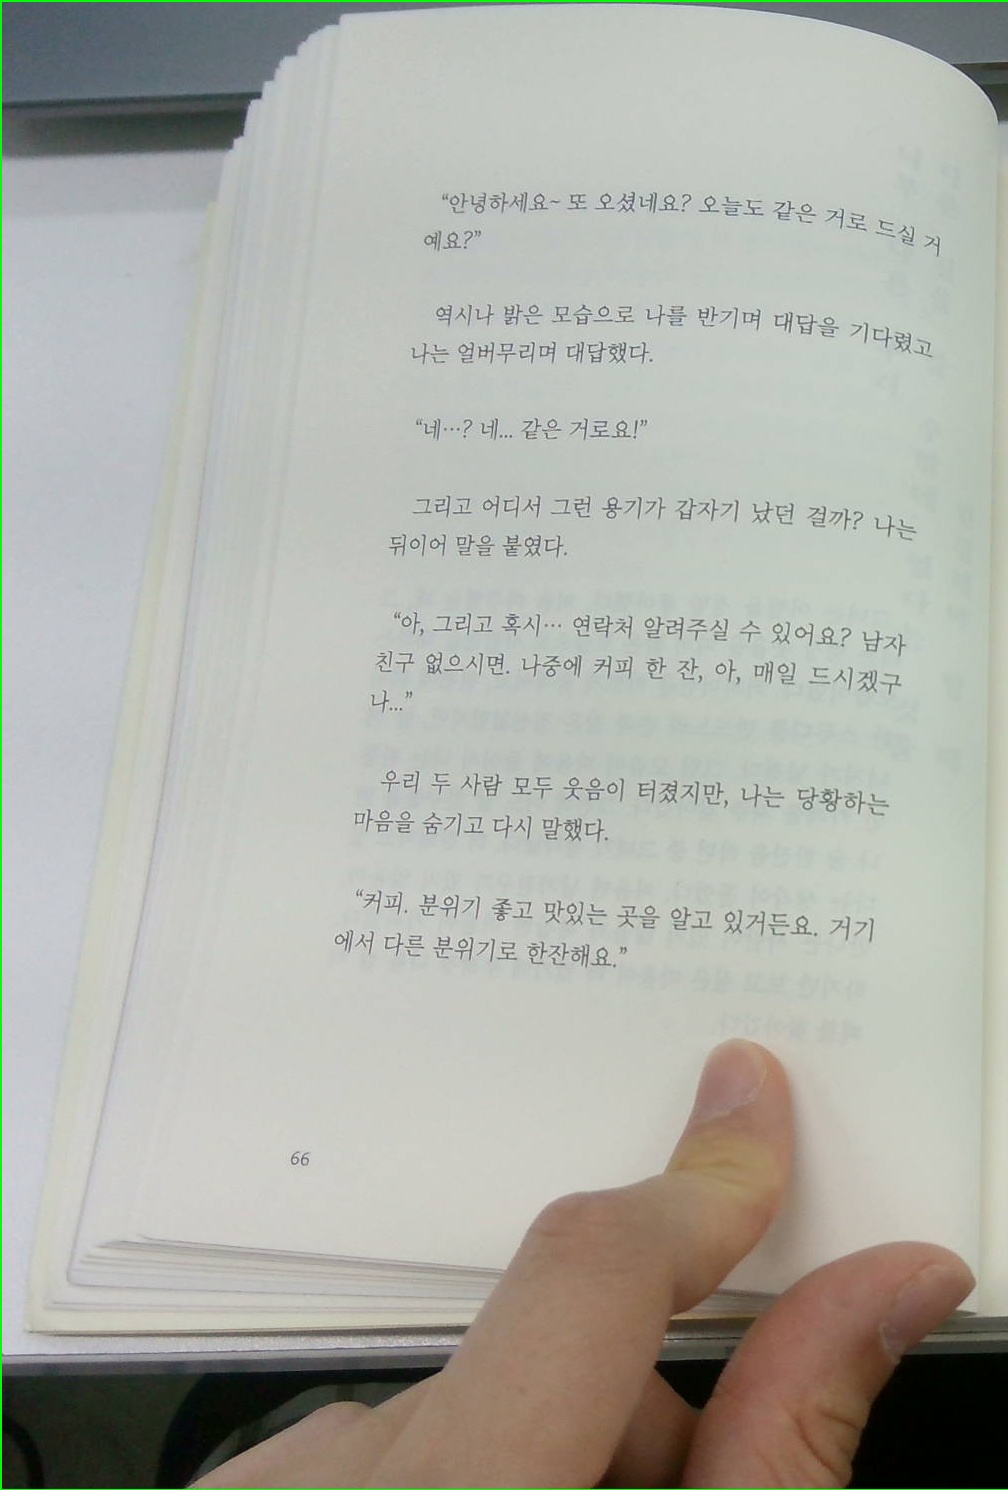 “안녕하세요~ 또 오셨네요? 오늘도 같은 거로 드실 거
예요?”
역시나 밝은 모습으로 나를 반기며 대답을 기다렸고
나는 얼버무리며 대답했다.
“네…? 네... 같은 거로요!”
그리고 어디서 그런 용기가 갑자기 났던 걸까? 나는
뒤이어 말을 붙였다.
“아, 그리고 혹시… 연락처 알려주실 수 있어요? 남자
친구 없으시면. 나중에 커피 한 잔, 아, 매일 드시겠구
나...”
우리 두 사람 모두 웃음이 터졌지만, 나는 당황하는
마음을 숨기고 다시 말했다.
“커피. 분위기 좋고 맛있는 곳을 알고 있거든요. 거기
에서 다른 분위기로 한잔해요.”
66